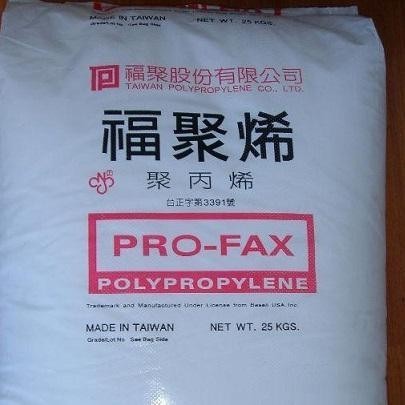 MADE IN TAIWAN NET WT. 25 KGS.
福聚股份有限公司
TAIWAN POLYPROPYLENE CO., LTD.
福聚烯
聚丙烯
台正字第3391號
PRO-FAX
POLYPROPYLENE
Trademark and Manufactured Under License from Basell USA Inc.
MADE IN TAIWAN NET WT. 25 KGS.
Grade/Lot No See Bag Side